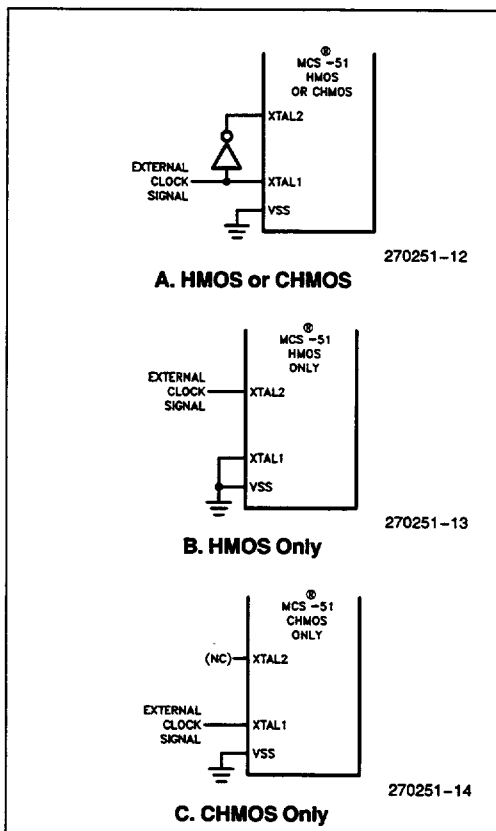 ®
MCS -51
HMOS
OR CHMOS
XTAL2
EXTERNAL
CLOCK
SIGNAL
XTAL1
VSS
270251-12
A. HMOS or CHMOS
®
MCS -51
HMOS
ONLY
EXTERNAL
CLOCK
SIGNAL
XTAL2
XTAL1
VSS
270251-13
B. HMOS Only
®
MCS -51
CHMOS
ONLY
(NC)
XTAL2
EXTERNAL
CLOCK
SIGNAL
XTAL1
VSS
270251-14
C. CHMOS Only